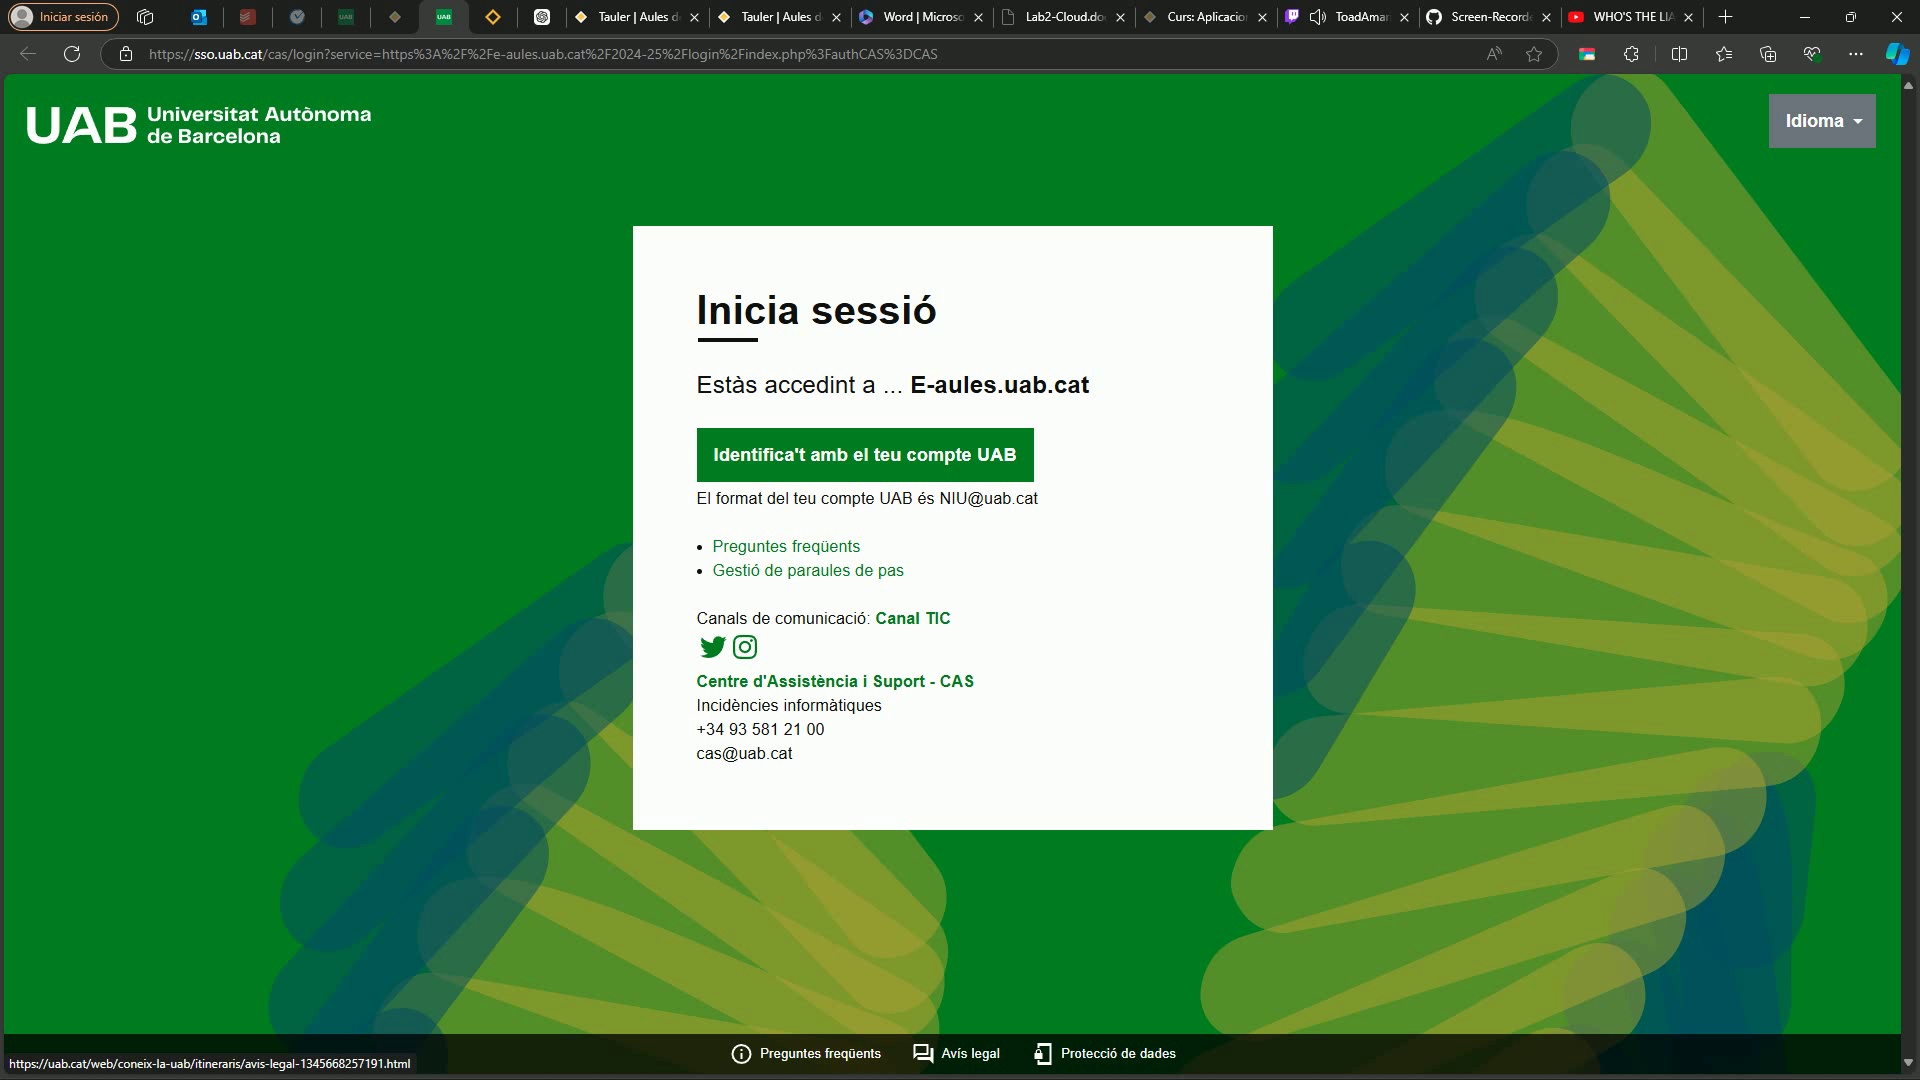 Iniciar sesión
UAB
UAB
Tauler | Aules d
Tauler | Aules d
Word | Microso
Lab2-Cloud.do
Curs: Aplicacion
ToadAmar
Screen-Recorde
WHO'S THE LIA
https://sso.uab.cat/cas/login?service=https%3A%2F%2Fe-aules.uab.cat%2F2024-25%2Flogin%2Findex.php%3FauthCAS%3DCAS
UAB Universitat Autònoma
de Barcelona
Idioma
Inicia sessió
Estàs accedint a ... E-aules.uab.cat
Identifica't amb el teu compte UAB
El format del teu compte UAB és NIU@uab.cat
Preguntes freqüents
Gestió de paraules de pas
Canals de comunicació: Canal TIC
Centre d'Assistència i Suport - CAS
Incidències informàtiques
+34 93 581 21 00
cas@uab.cat
Preguntes freqüents
Avís legal
Protecció de dades
https://uab.cat/web/coneix-la-uab/itineraris/avis-legal-1345668257191.html